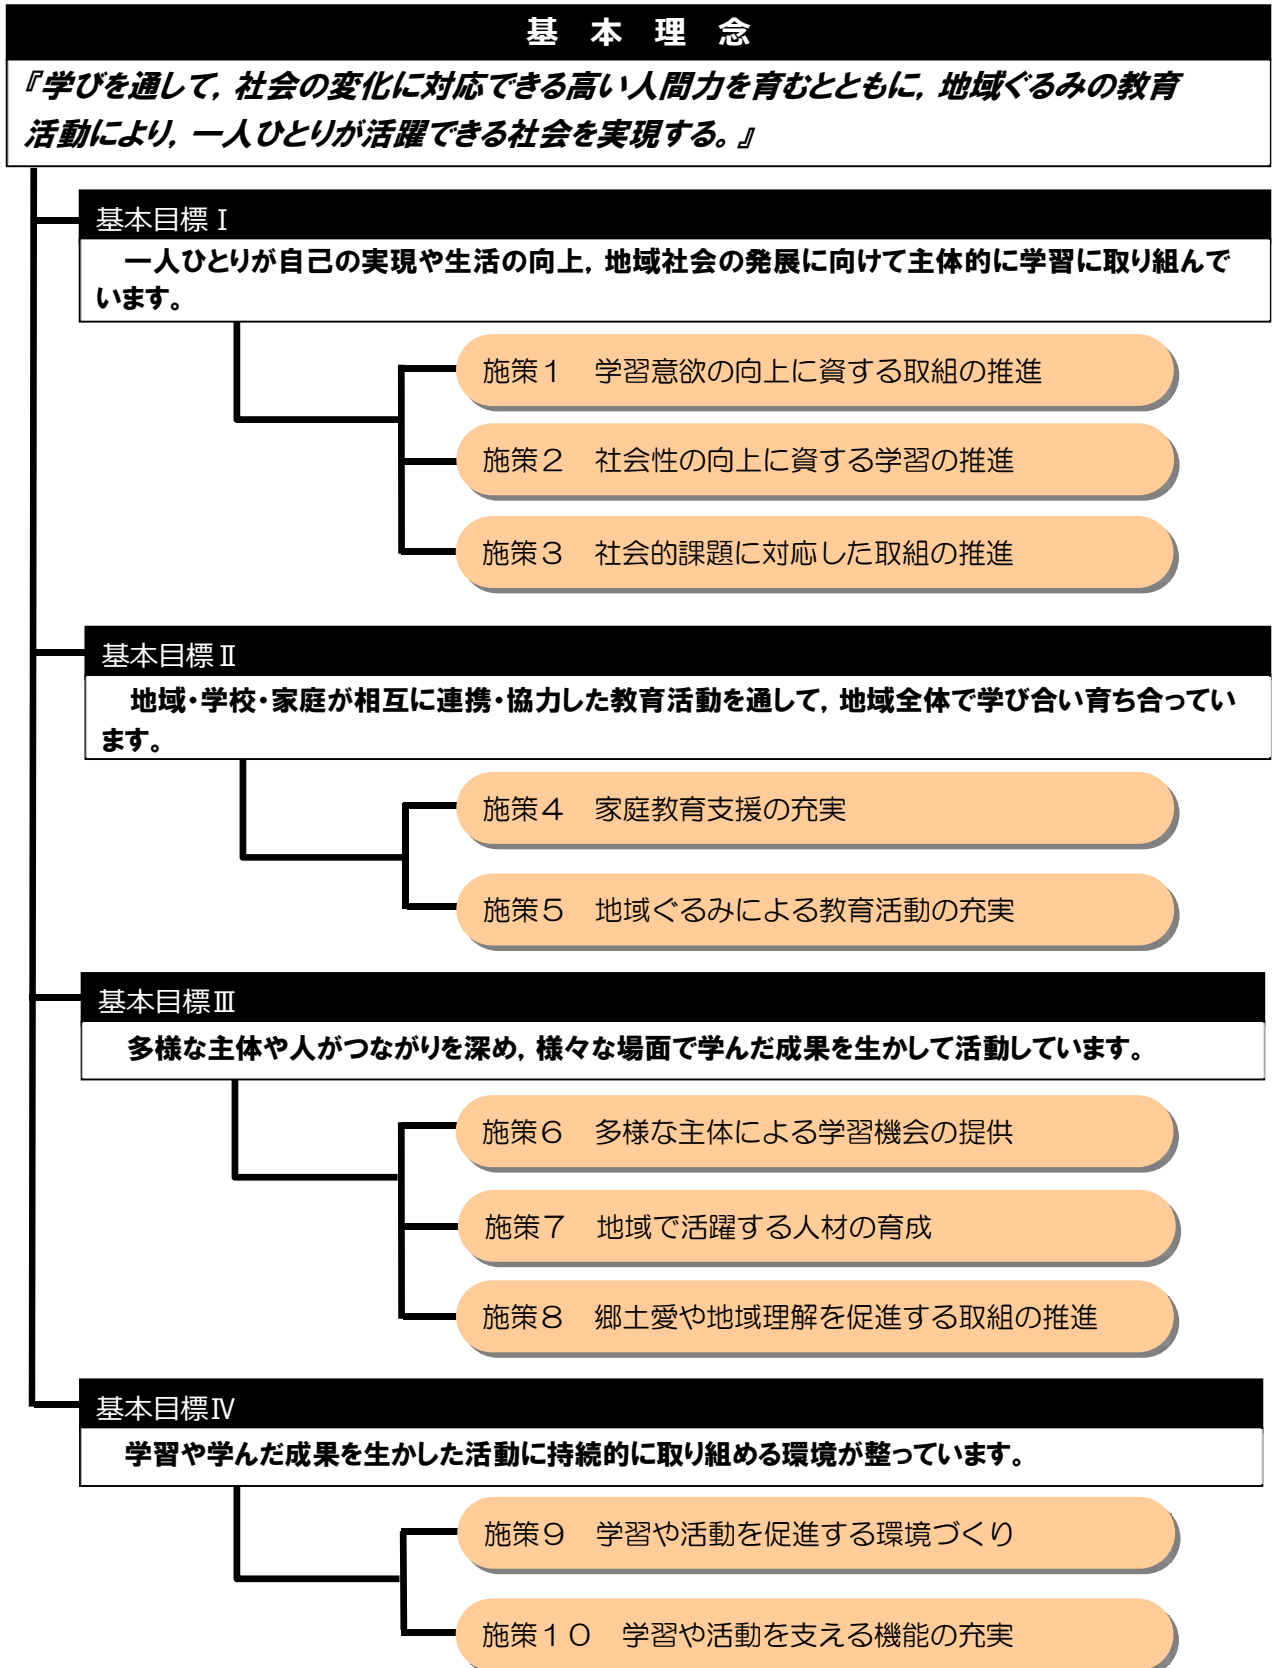 基本理念
『学びを通して，社会の変化に対応できる高い人間力を育むとともに，地域ぐるみの教育
活動により，一人ひとりが活躍できる社会を実現する。』
基本目標Ⅰ
一人ひとりが自己の実現や生活の向上，地域社会の発展に向けて主体的に学習に取り組んで
います。
施策１　学習意欲の向上に資する取組の推進
施策２　社会性の向上に資する学習の推進
施策３　社会的課題に対応した取組の推進
基本目標Ⅱ
地域・学校・家庭が相互に連携・協力した教育活動を通して，地域全体で学び合い育ち合ってい
ます。
施策４　家庭教育支援の充実
施策５　地域ぐるみによる教育活動の充実
基本目標Ⅲ
多様な主体や人がつながりを深め，様々な場面で学んだ成果を生かして活動しています。
施策６　多様な主体による学習機会の提供
施策７　地域で活躍する人材の育成
施策８　郷土愛や地域理解を促進する取組の推進
基本目標Ⅳ
学習や学んだ成果を生かした活動に持続的に取り組める環境が整っています。
施策９　学習や活動を促進する環境づくり
施策１０　学習や活動を支える機能の充実